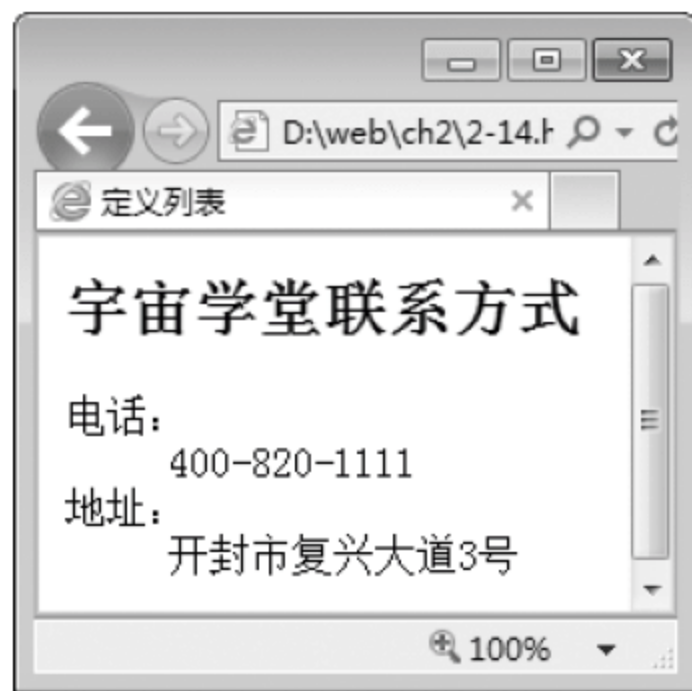 D:\web\ch2\2-14.h
定义列表
宇宙学堂联系方式
电话：
400-820-1111
地址：
开封市复兴大道3号
100%